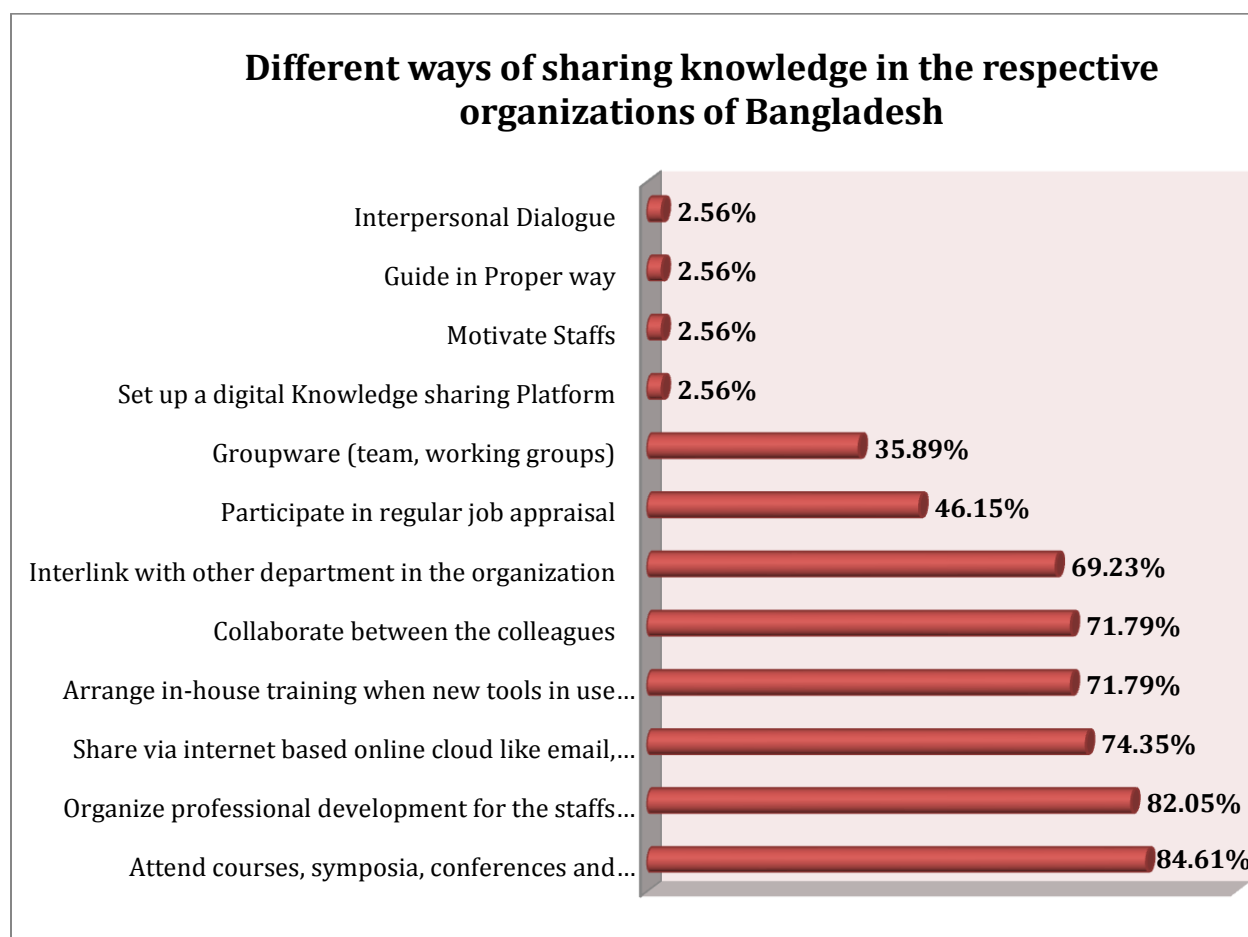 Different ways of sharing knowledge in the respective
organizations of Bangladesh
Interpersonal Dialogue 2.56%
Guide in Proper way 2.56%
Motivate Staffs 2.56%
Set up a digital Knowledge sharing Platform 2.56%
Groupware (team, working groups) 35.89%
Participate in regular job appraisal 46.15%
Interlink with other department in the organization 69.23%
Collaborate between the colleagues 71.79%
Arrange in-house training when new tools in use... 71.79%
Share via internet based online cloud like email,... 74.35%
Organize professional development for the staffs... 82.05%
Attend courses, symposia, conferences and... 84.61%